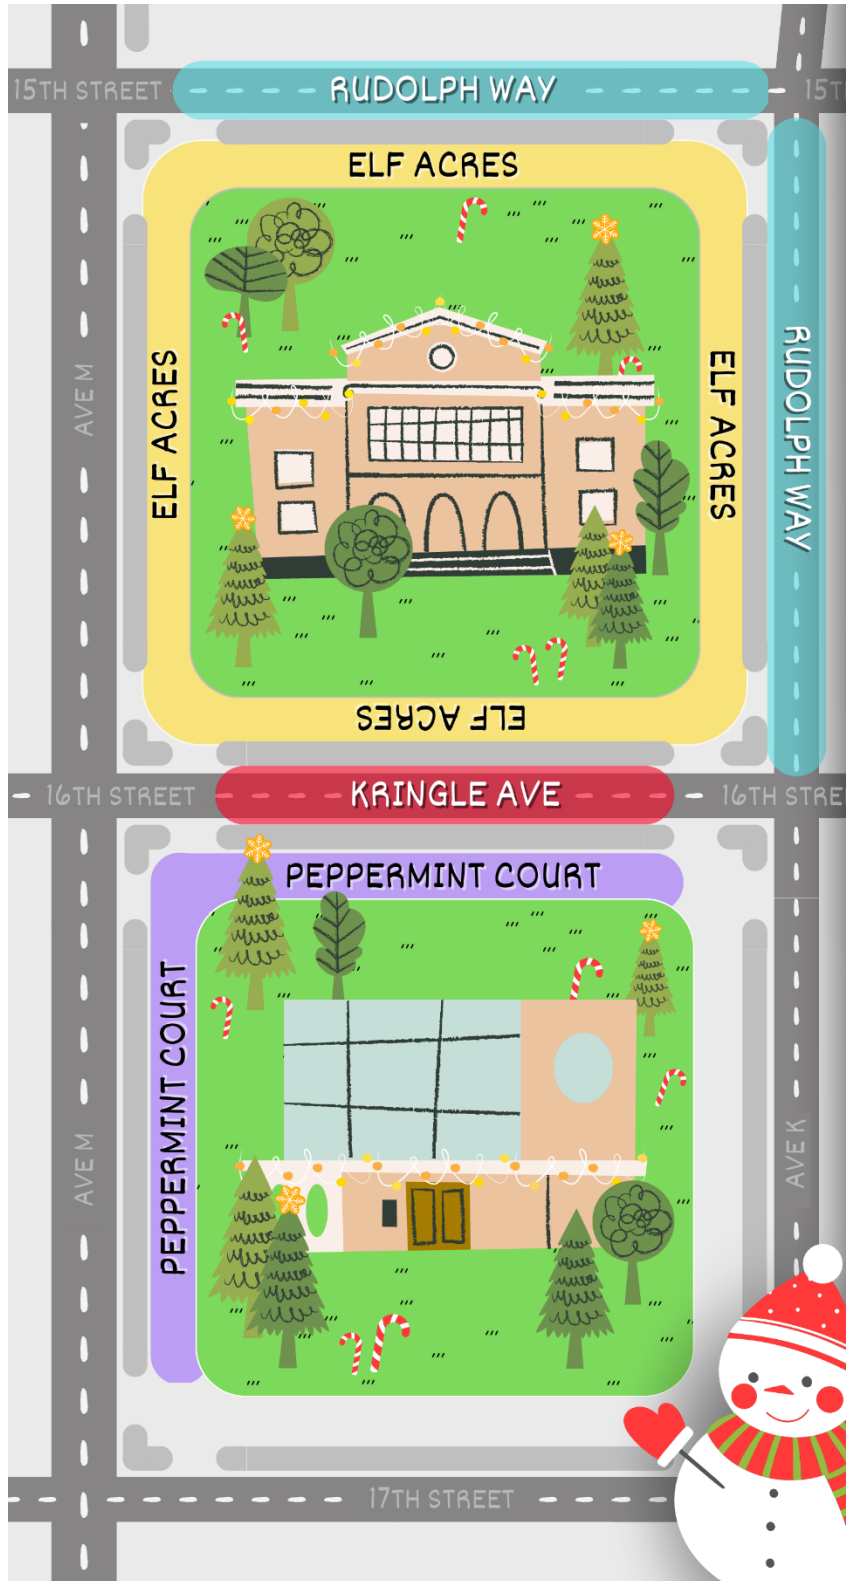 15TH STREET
RUDOLPH WAY
15T
ELF ACRES
AVE M
ELF ACRES
ELF ACRES
RUDOLPH WAY
ELF ACRES
16TH STREET
KRINGLE AVE
16TH STRE
PEPPERMINT COURT
PEPPERMINT COURT
AVE M
AVE K
17TH STREET